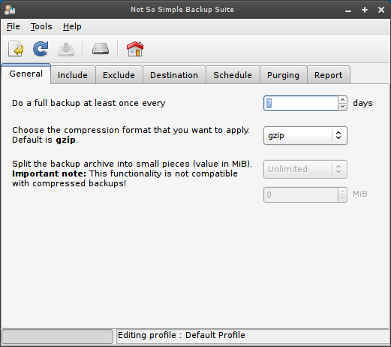 Not So Simple Backup Suite
File Tools Help
General Include Exclude Destination Schedule Purging Report
Do a full backup at least once every 7 days
Choose the compression format that you want to apply. gzip
Default is gzip.
Split the backup archive into small pieces (value in MiB). Unlimited
Important note: This functionality is not compatible
with compressed backups! 0 MiB
Editing profile : Default Profile